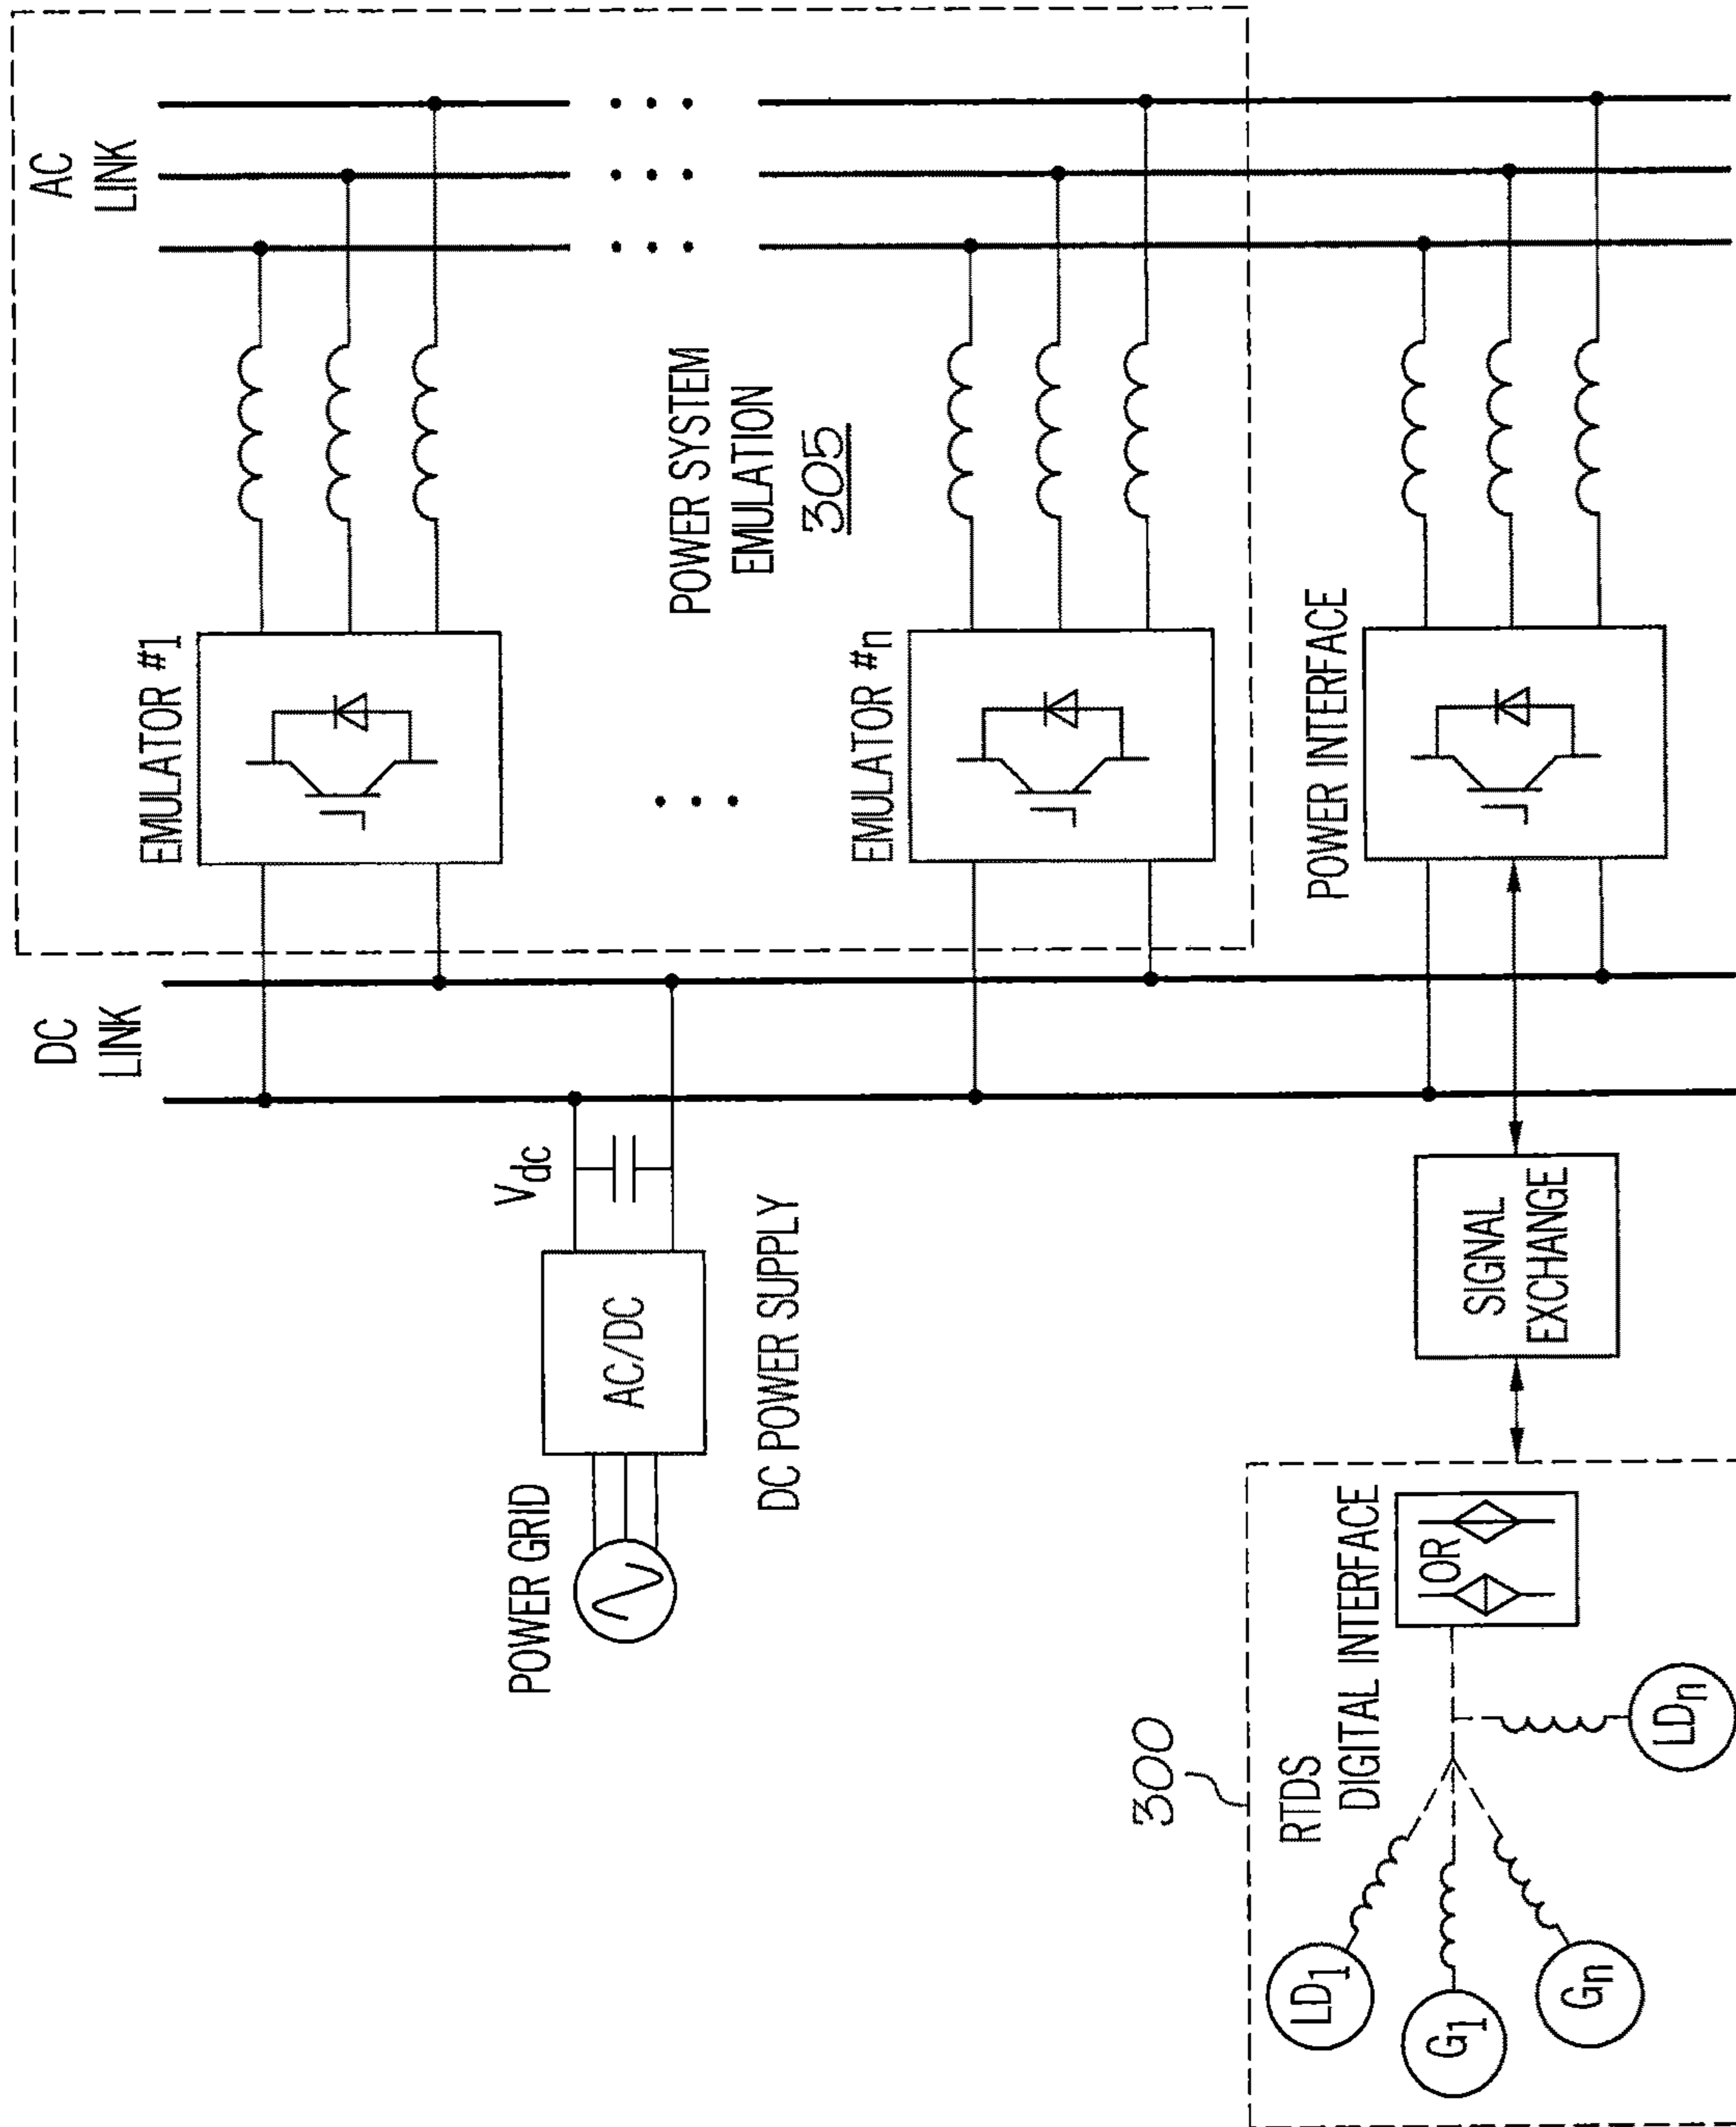 AC
LINK
DC
LINK
EMULATOR #1
POWER SYSTEM
EMULATION
305
EMULATOR #n
POWER INTERFACE
Vdc
AC/DC
DC POWER SUPPLY
POWER GRID
SIGNAL
EXCHANGE
300
RTDS
DIGITAL INTERFACE
OR
LD1
G1
Gn
LDn